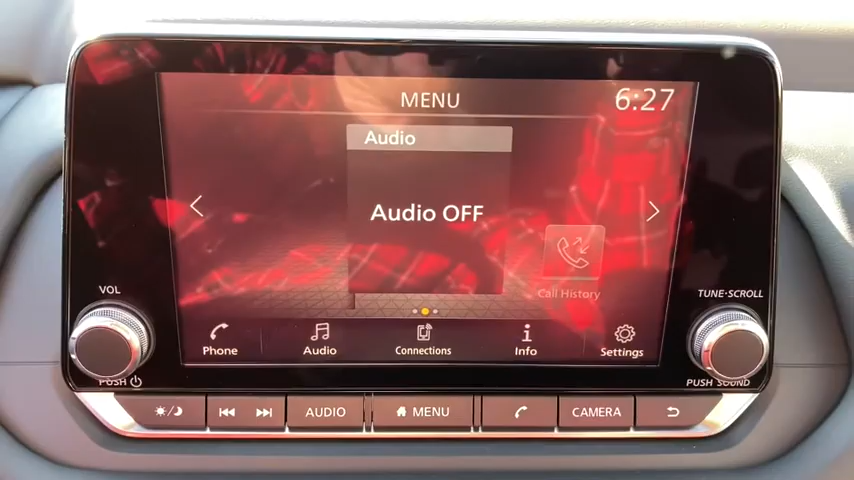 MENU
6:27
Audio
Audio OFF
Call History
VOL
TUNE·SCROLL
Phone
Audio
Connections
Info
Settings
PUSH
PUSH SOUND
AUDIO
MENU
CAMERA